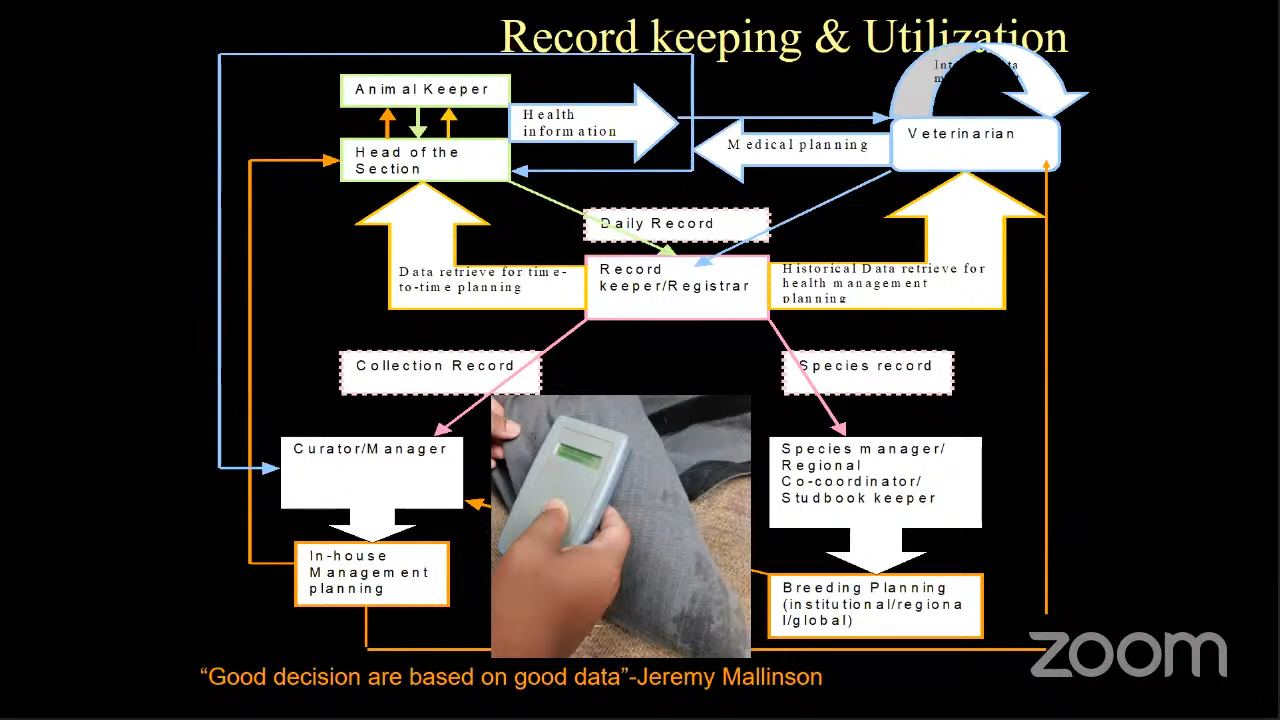 Record keeping & Utilization
Animal Keeper
Health
information
Medical planning
Veterinarian
Head of the
Section
Daily Record
Data retrieve for time-
to-time planning
Record
keeper/Registrar
Historical Data retrieve for
health management
planning
Collection Record
Species record
Curator/Manager
Species manager/
Regional
Co-coordinator/
Studbook keeper
In-house
Management
planning
Breeding Planning
(institutional/regiona
l/global)
“Good decision are based on good data”-Jeremy Mallinson
zoom